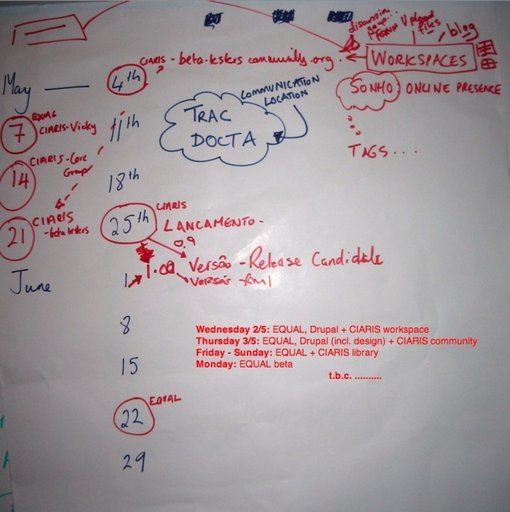 discussion
FORUM
Upload
files
blog
WORKSPACES
May
4th
CIARIS - beta-testers community.org.
SONHO ONLINE PRESENCE
TAGS...
COMMUNICATION
LOCATION
TRAC
DOCTA
7
EQUAL
CIARIS-Vicky
11th
14
CIARIS-Core
Group
18th
21
CIARIS
-beta testers
25th
CIARIS
LANCAMENTO-
0.9
Versão - Release Candidate
June
1
1.00
Versão - RM1
8
Wednesday 2/5: EQUAL, Drupal + CIARIS workspace
Thursday 3/5: EQUAL, Drupal (incl. design) + CIARIS community
Friday - Sunday: EQUAL + CIARIS library
Monday: EQUAL beta
t.b.c. ..........
15
22
EQUAL
29